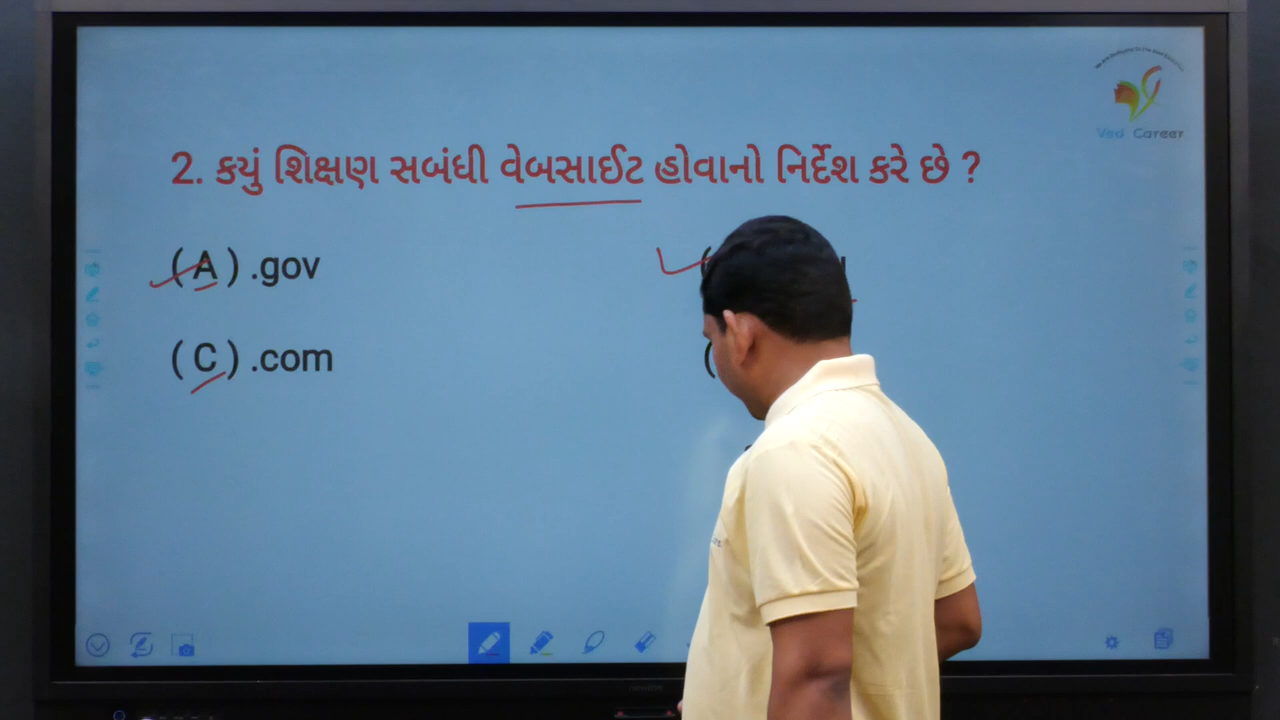 Ved Career
2. કયું શિક્ષણ સબંધી વેબસાઈટ હોવાનો નિર્દેશ કરે છે ?
(A) .gov
(C) .com